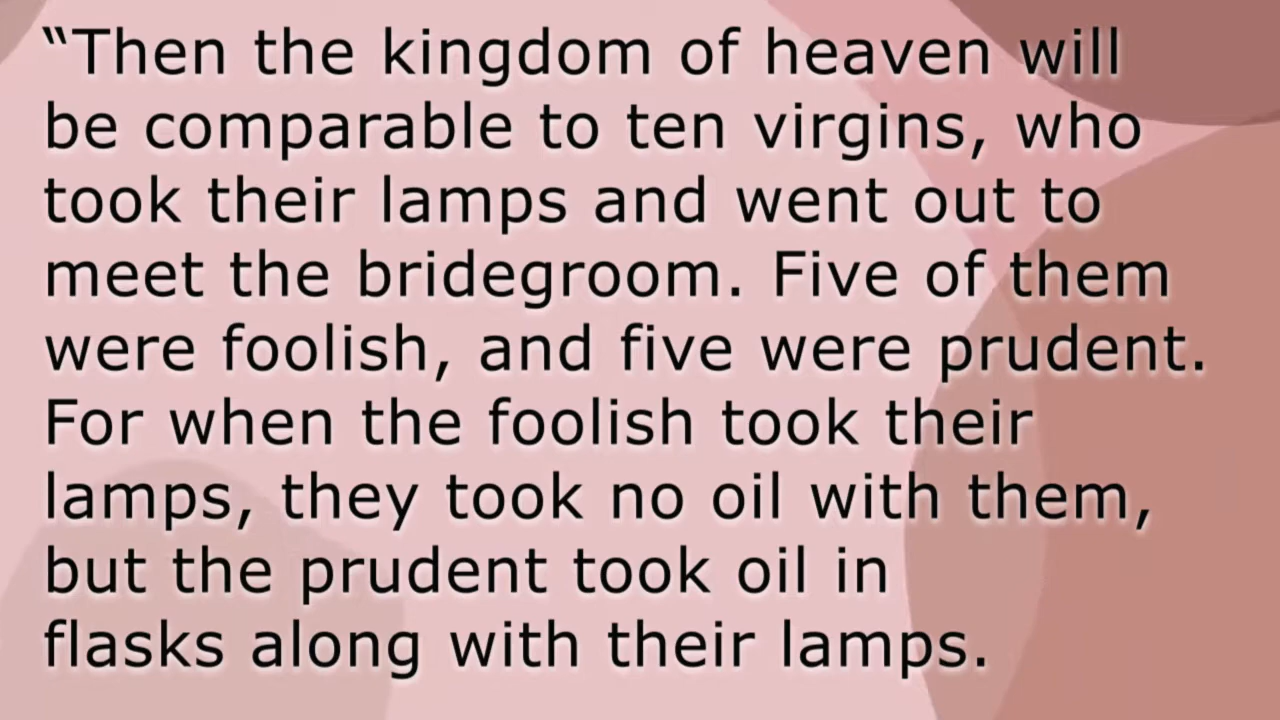 “Then the kingdom of heaven will
be comparable to ten virgins, who
took their lamps and went out to
meet the bridegroom. Five of them
were foolish, and five were prudent.
For when the foolish took their
lamps, they took no oil with them,
but the prudent took oil in
flasks along with their lamps.